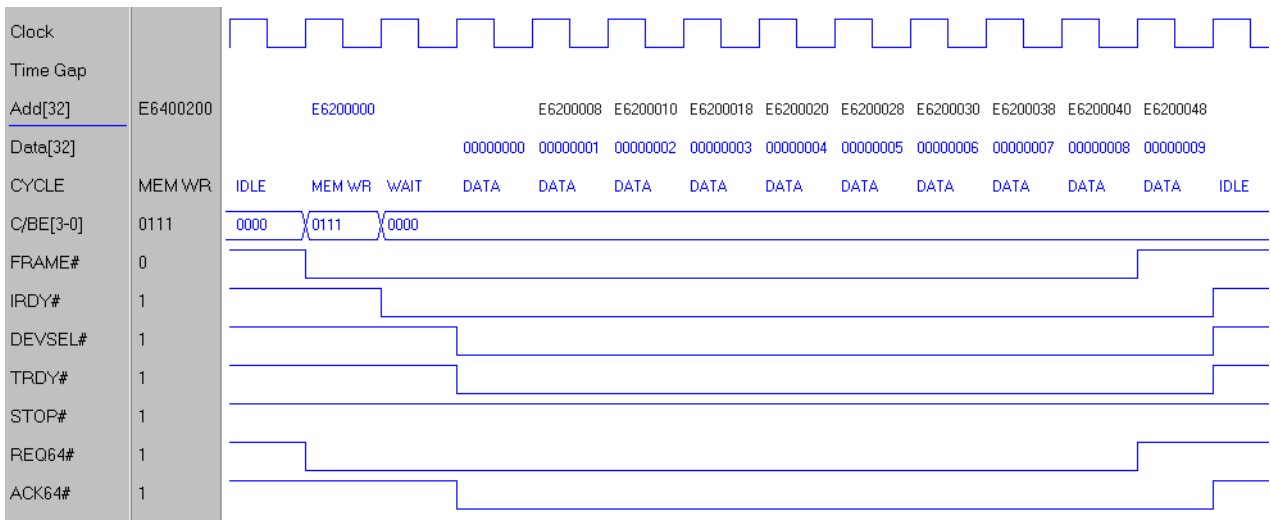 Clock
Time Gap
Add[32] E6400200 E6200000 E6200008 E6200010 E6200018 E6200020 E6200028 E6200030 E6200038 E6200040 E6200048
Data[32] 00000000 00000001 00000002 00000003 00000004 00000005 00000006 00000007 00000008 00000009
CYCLE MEM WR IDLE MEM WR WAIT DATA DATA DATA DATA DATA DATA DATA DATA DATA DATA IDLE
C/BE[3-0] 0111 0000 0111 0000
FRAME# 0
IRDY# 1
DEVSEL# 1
TRDY# 1
STOP# 1
REQ64# 1
ACK64# 1